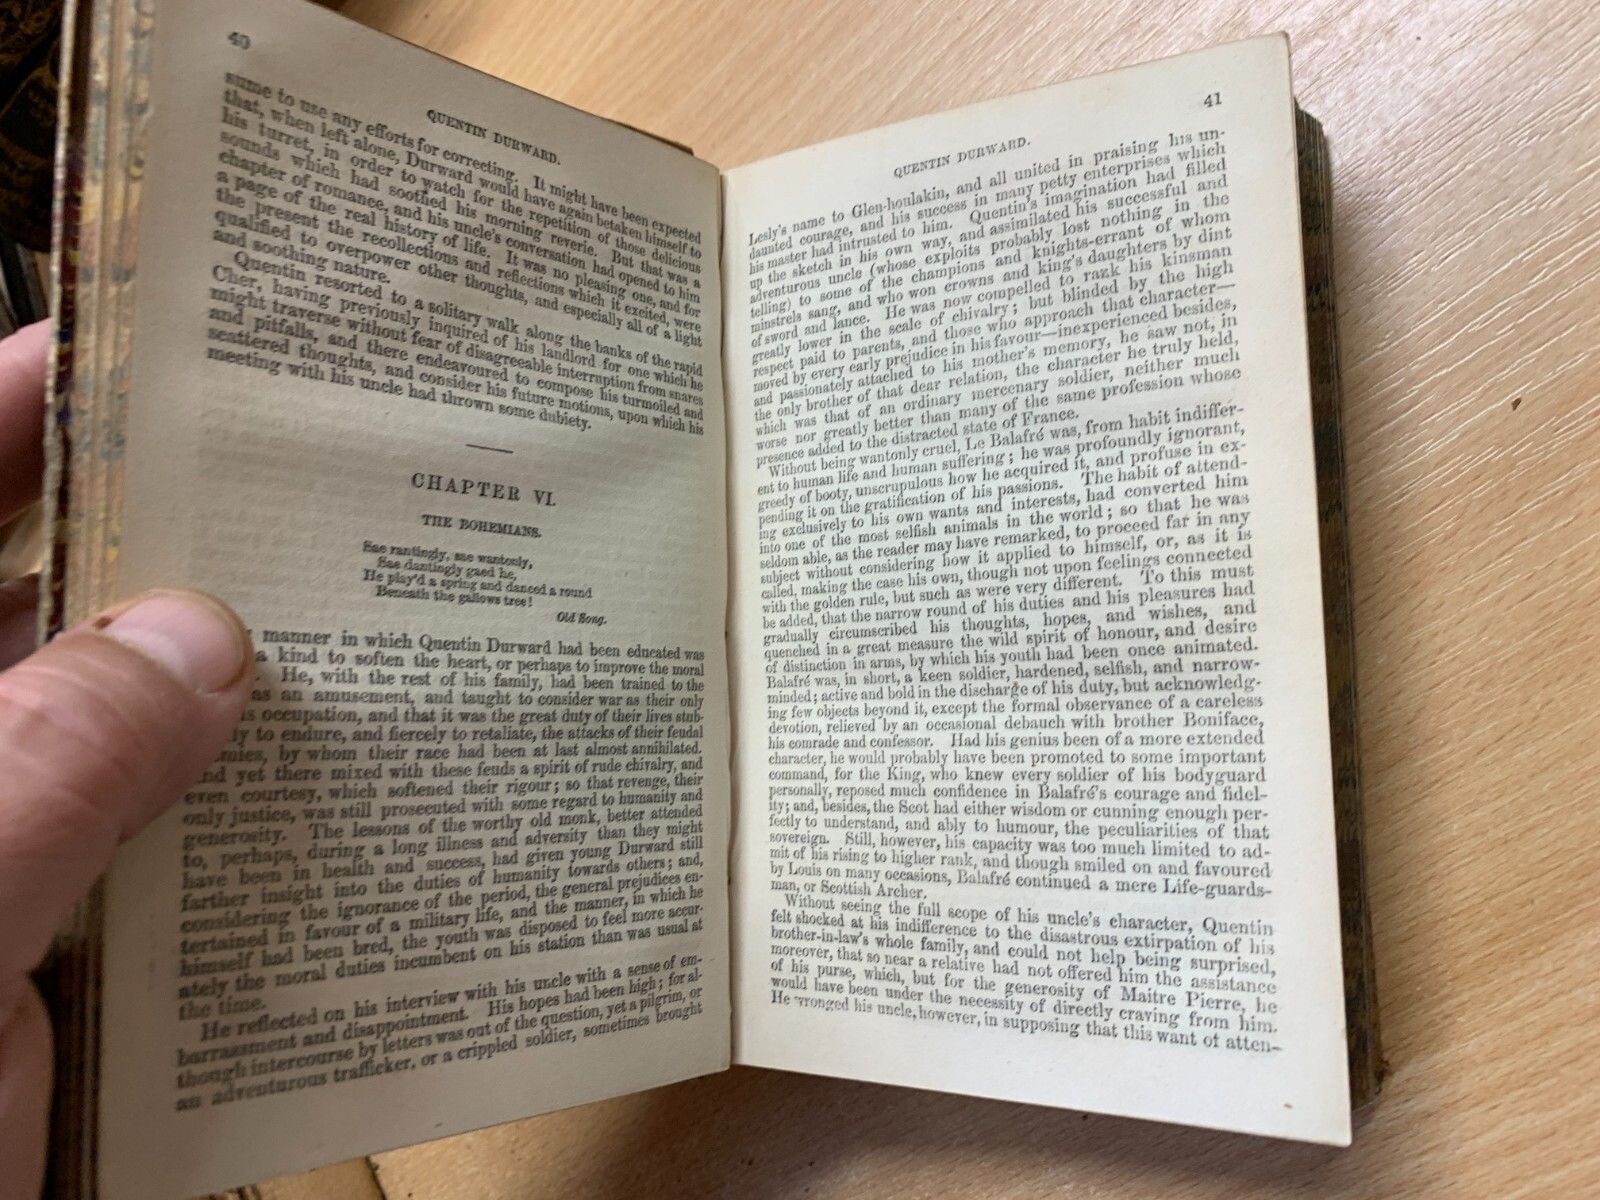 40
QUENTIN DURWARD.
sume to use any efforts for correcting. It might have been expected
that, when left alone, Durward would have again betaken himself to
his turret, in order to watch for the repetition of those delicious
sounds which had soothed his morning reverie. But that was a
chapter of romance, and his uncle's conversation had opened to him
a page of the real history of life. It was no pleasing one, and for
the present the recollections and reflections which it excited, were
qualified to overpower other thoughts, and especially all of a light
and soothing nature.
Quentin resorted to a solitary walk along the banks of the rapid
Cher, having previously inquired of his landlord for one which he
might traverse without fear of disagreeable interruption from snares
and pitfalls, and there endeavoured to compose his turmoiled and
scattered thoughts, and consider his future motions, upon which his
meeting with his uncle had thrown some dubiety.
CHAPTER VI.
THE BOHEMIANS.
Sae rantingly, sae wantonly,
Sae dantingly gaed he,
He play'd a spring and danced a round
Beneath the gallows tree!
Old Song.
manner in which Quentin Durward had been educated was
a kind to soften the heart, or perhaps to improve the moral
He, with the rest of his family, had been trained to the
as an amusement, and taught to consider war as their only
occupation, and that it was the great duty of their lives stub-
to endure, and fiercely to retaliate, the attacks of their feudal
by whom their race had been at last almost annihilated.
yet there mixed with these feuds a spirit of rude chivalry, and
even courtesy, which softened their rigour; so that revenge, their
only justice, was still prosecuted with some regard to humanity and
generosity. The lessons of the worthy old monk, better attended
to, perhaps, during a long illness and adversity than they might
have been in health and success, had given young Durward still
farther insight into the duties of humanity towards others; and,
considering the ignorance of the period, the general prejudices en-
tertained in favour of a military life, and the manner, in which he
himself had been bred, the youth was disposed to feel more accur-
ately the moral duties incumbent on his station than was usual at
the time.
He reflected on his interview with his uncle with a sense of em-
barrassment and disappointment. His hopes had been high; for al-
though intercourse by letters was out of the question, yet a pilgrim, or
an adventurous trafficker, or a crippled soldier, sometimes brought
41
QUENTIN DURWARD.
Lesly's name to Glen-houlakin, and all united in praising his un-
daunted courage, and his success in many petty enterprises which
his master had intrusted to him. Quentin's imagination had filled
up the sketch in his own way, and assimilated his successful and
adventurous uncle (whose exploits probably lost nothing in the
telling) to some of the champions and knights-errant of whom
minstrels sang, and who won crowns and king's daughters by dint
of sword and lance. He was now compelled to rank his kinsman
greatly lower in the scale of chivalry; but blinded by the high
respect paid to parents, and those who approach that character—
moved by every early prejudice in his favour—inexperienced besides,
and passionately attached to his mother's memory, he saw not, in
the only brother of that dear relation, the character he truly held,
which was that of an ordinary mercenary soldier, neither much
worse nor greatly better than many of the same profession whose
presence added to the distracted state of France.
Without being wantonly cruel, Le Balafré was, from habit indiffer-
ent to human life and human suffering; he was profoundly ignorant,
greedy of booty, unscrupulous how he acquired it, and profuse in ex-
pending it on the gratification of his passions. The habit of attend-
ing exclusively to his own wants and interests, had converted him
into one of the most selfish animals in the world; so that he was
seldom able, as the reader may have remarked, to proceed far in any
subject without considering how it applied to himself, or, as it is
called, making the case his own, though not upon feelings connected
with the golden rule, but such as were very different. To this must
be added, that the narrow round of his duties and his pleasures had
gradually circumscribed his thoughts, hopes, and wishes, and
quenched in a great measure the wild spirit of honour, and desire
of distinction in arms, by which his youth had been once animated.
Balafré was, in short, a keen soldier, hardened, selfish, and narrow-
minded; active and bold in the discharge of his duty, but acknowledg-
ing few objects beyond it, except the formal observance of a careless
devotion, relieved by an occasional debauch with brother Boniface,
his comrade and confessor. Had his genius been of a more extended
character, he would probably have been promoted to some important
command, for the King, who knew every soldier of his bodyguard
personally, reposed much confidence in Balafré's courage and fidel-
ity; and, besides, the Scot had either wisdom or cunning enough per-
fectly to understand, and ably to humour, the peculiarities of that
sovereign. Still, however, his capacity was too much limited to ad-
mit of his rising to higher rank, and though smiled on and favoured
by Louis on many occasions, Balafré continued a mere Life-guards-
man, or Scottish Archer.
Without seeing the full scope of his uncle's character, Quentin
felt shocked at his indifference to the disastrous extirpation of his
brother-in-law's whole family, and could not help being surprised,
moreover, that so near a relative had not offered him the assistance
of his purse, which, but for the generosity of Maitre Pierre, he
would have been under the necessity of directly craving from him.
He wronged his uncle, however, in supposing that this want of atten-